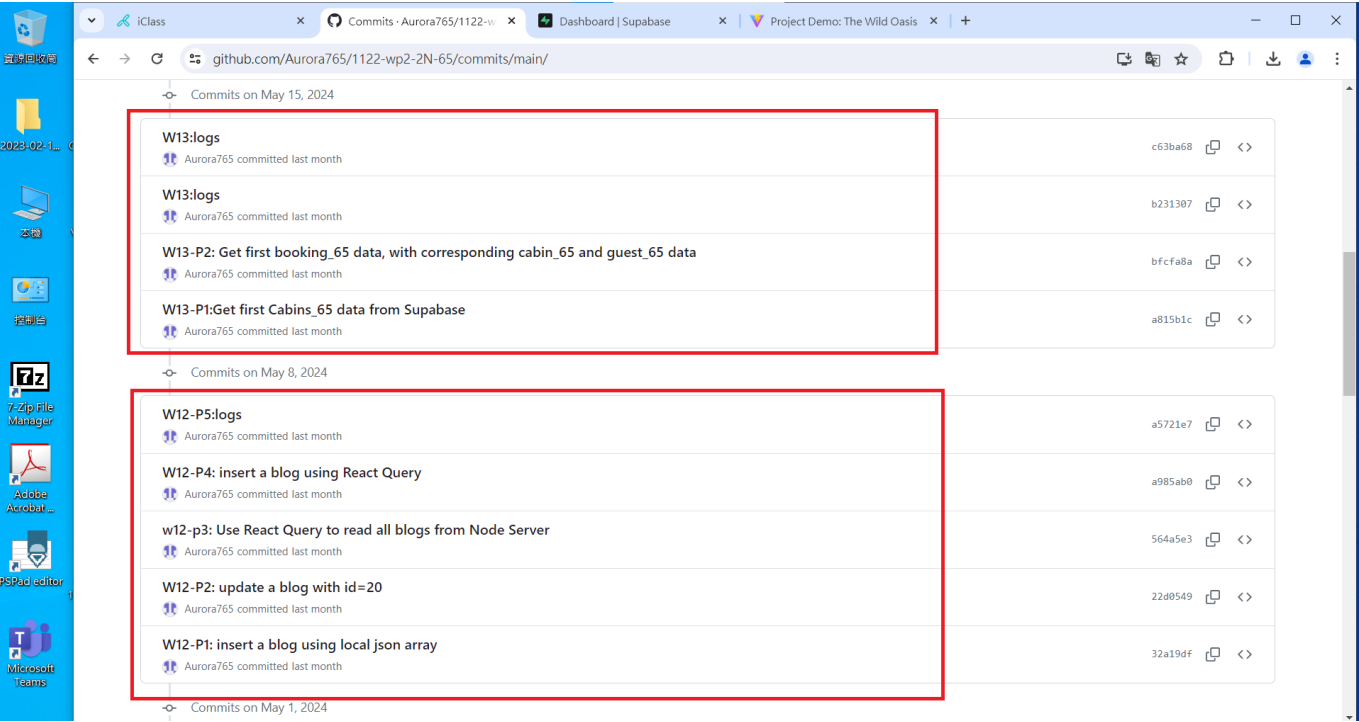 iClass
Commits · Aurora765/1122-w
Dashboard | Supabase
Project Demo: The Wild Oasis
github.com/Aurora765/1122-wp2-2N-65/commits/main/
資源回收筒
2023-02-1...
本機
控制台
7-Zip File
Manager
Adobe
Acrobat ...
PSPad editor
Microsoft
Teams
Commits on May 15, 2024
W13:logs
Aurora765 committed last month
c63ba68
W13:logs
Aurora765 committed last month
b231307
W13-P2: Get first booking_65 data, with corresponding cabin_65 and guest_65 data
Aurora765 committed last month
bfcfa8a
W13-P1:Get first Cabins_65 data from Supabase
Aurora765 committed last month
a815b1c
Commits on May 8, 2024
W12-P5:logs
Aurora765 committed last month
a5721e7
W12-P4: insert a blog using React Query
Aurora765 committed last month
a985ab0
w12-p3: Use React Query to read all blogs from Node Server
Aurora765 committed last month
564a5e3
W12-P2: update a blog with id=20
Aurora765 committed last month
22d0549
W12-P1: insert a blog using local json array
Aurora765 committed last month
32a19df
Commits on May 1, 2024